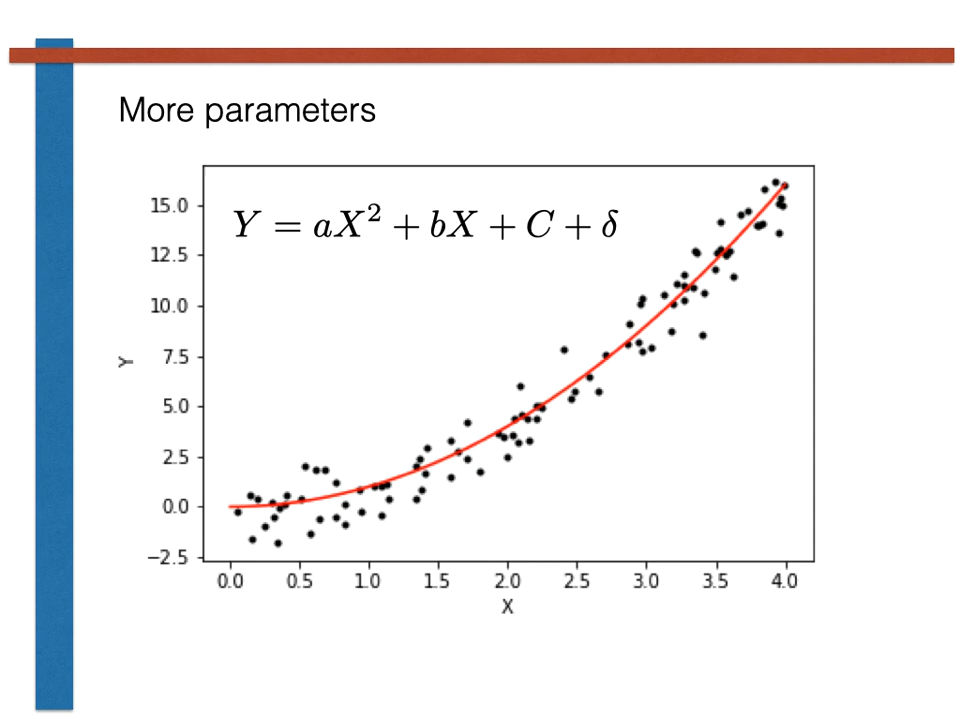 More parameters
Y = aX² + bX + C + δ
15.0
12.5
10.0
7.5
5.0
2.5
0.0
−2.5
Y
0.0 0.5 1.0 1.5 2.0 2.5 3.0 3.5 4.0
X